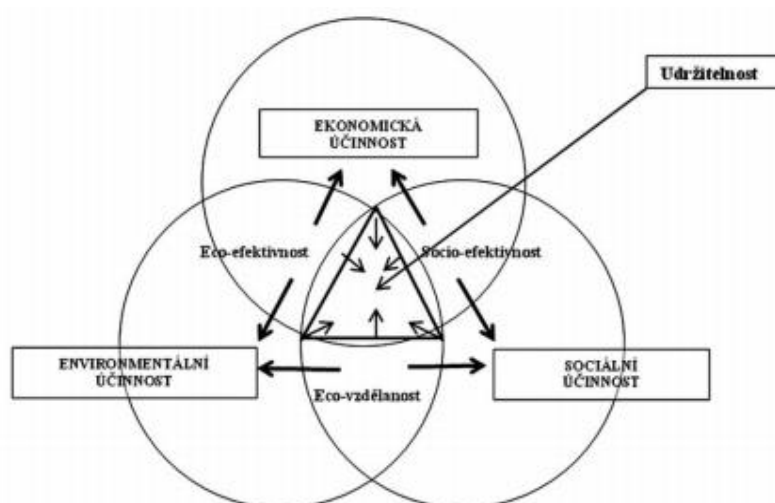 Udržitelnost
EKONOMICKÁ
ÚČINNOST
Eco-efektivnost
Socio-efektivnost
ENVIRONMENTÁLNÍ
ÚČINNOST
SOCIÁLNÍ
ÚČINNOST
Eco-vzdělanost